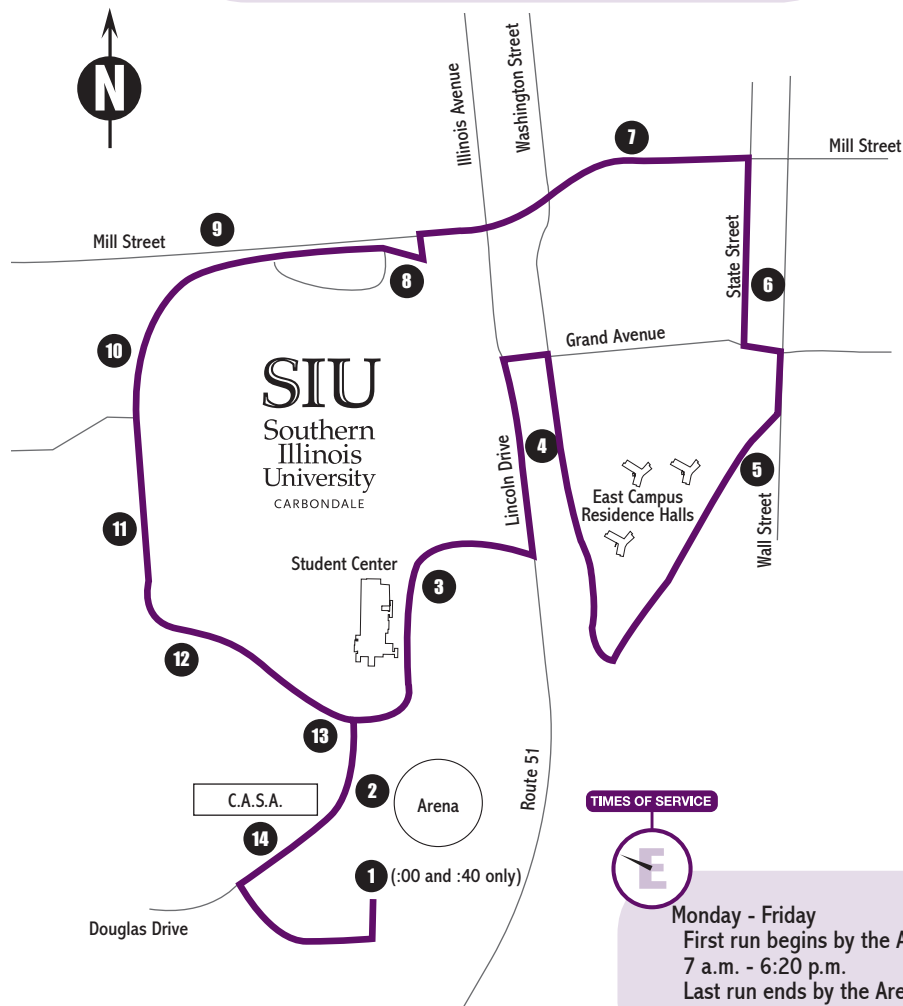 N
Illinois Avenue
Washington Street
7
Mill Street
9
Mill Street
8
State Street
6
10
Grand Avenue
SIU
Southern
Illinois
University
CARBONDALE
Lincoln Drive
4
5
East Campus
Residence Halls
Wall Street
11
Student Center
3
12
13
2
Arena
Route 51
C.A.S.A.
14
1 (:00 and :40 only)
Douglas Drive
TIMES OF SERVICE
E
Monday - Friday
First run begins by the A
7 a.m. - 6:20 p.m.
Last run ends by the Are